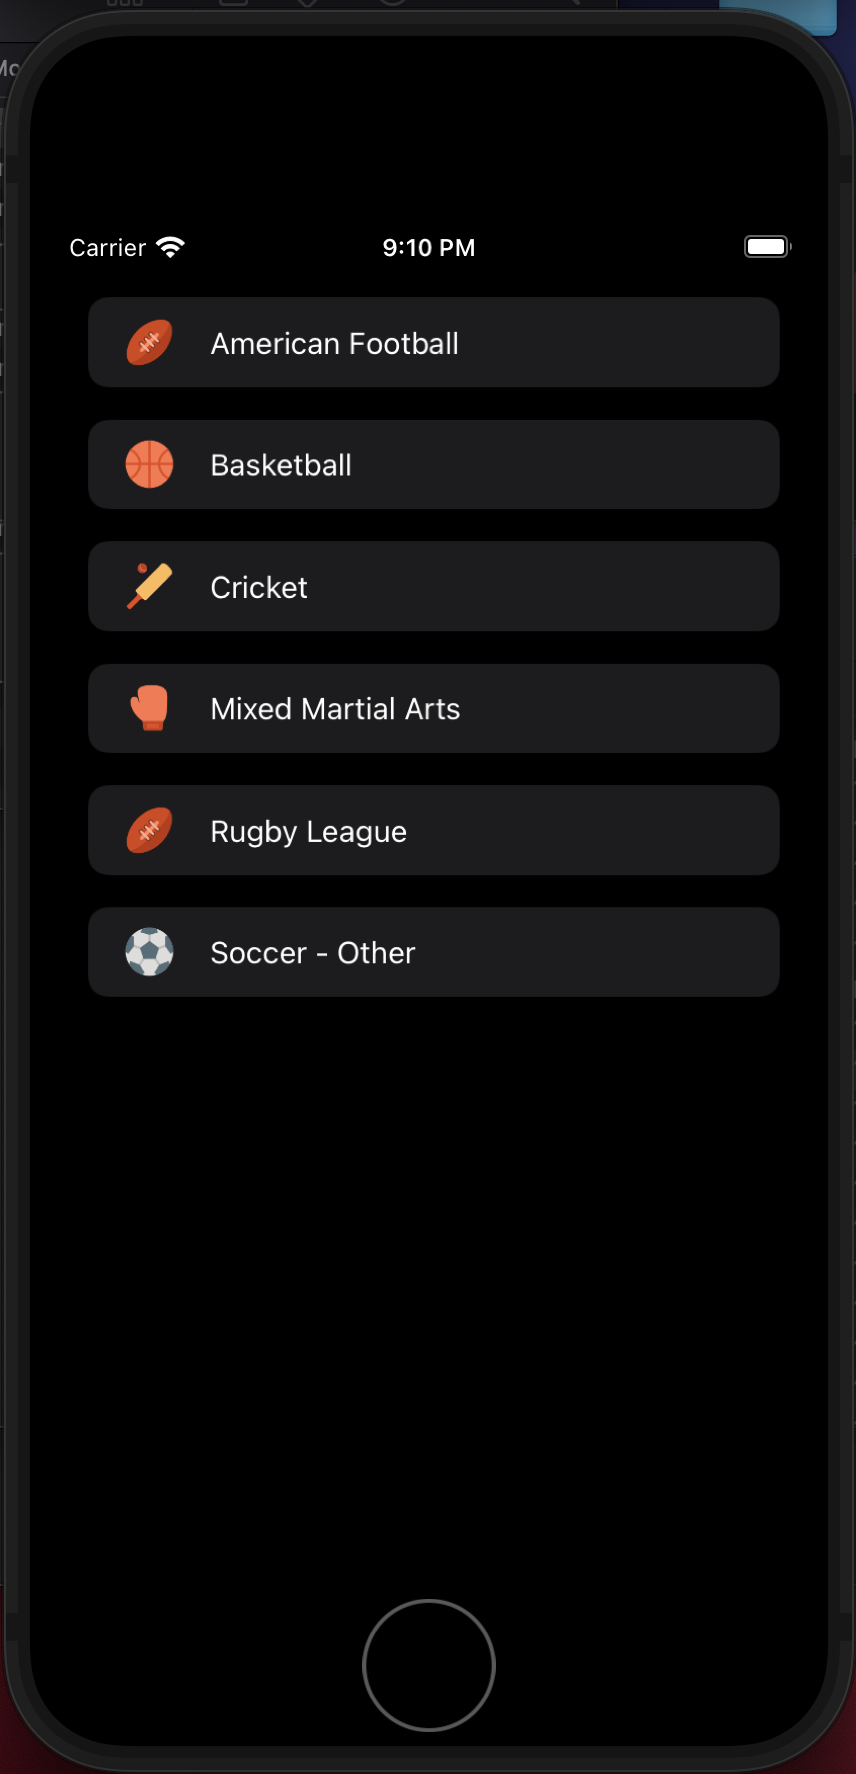 Carrier 9:10 PM
American Football
Basketball
Cricket
Mixed Martial Arts
Rugby League
Soccer - Other